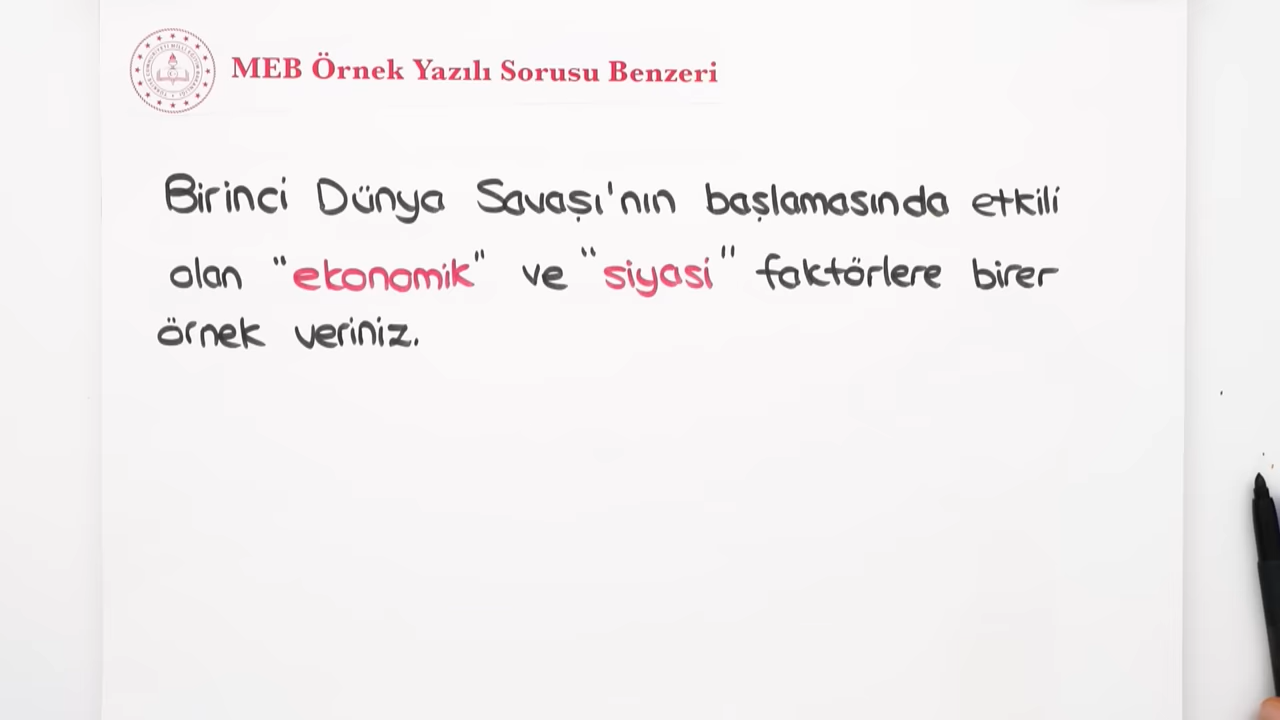 MEB Örnek Yazılı Sorusu Benzeri
Birinci Dünya Savaşı'nın başlamasında etkili
olan "ekonomik" ve "siyasi" faktörlere birer
örnek veriniz.